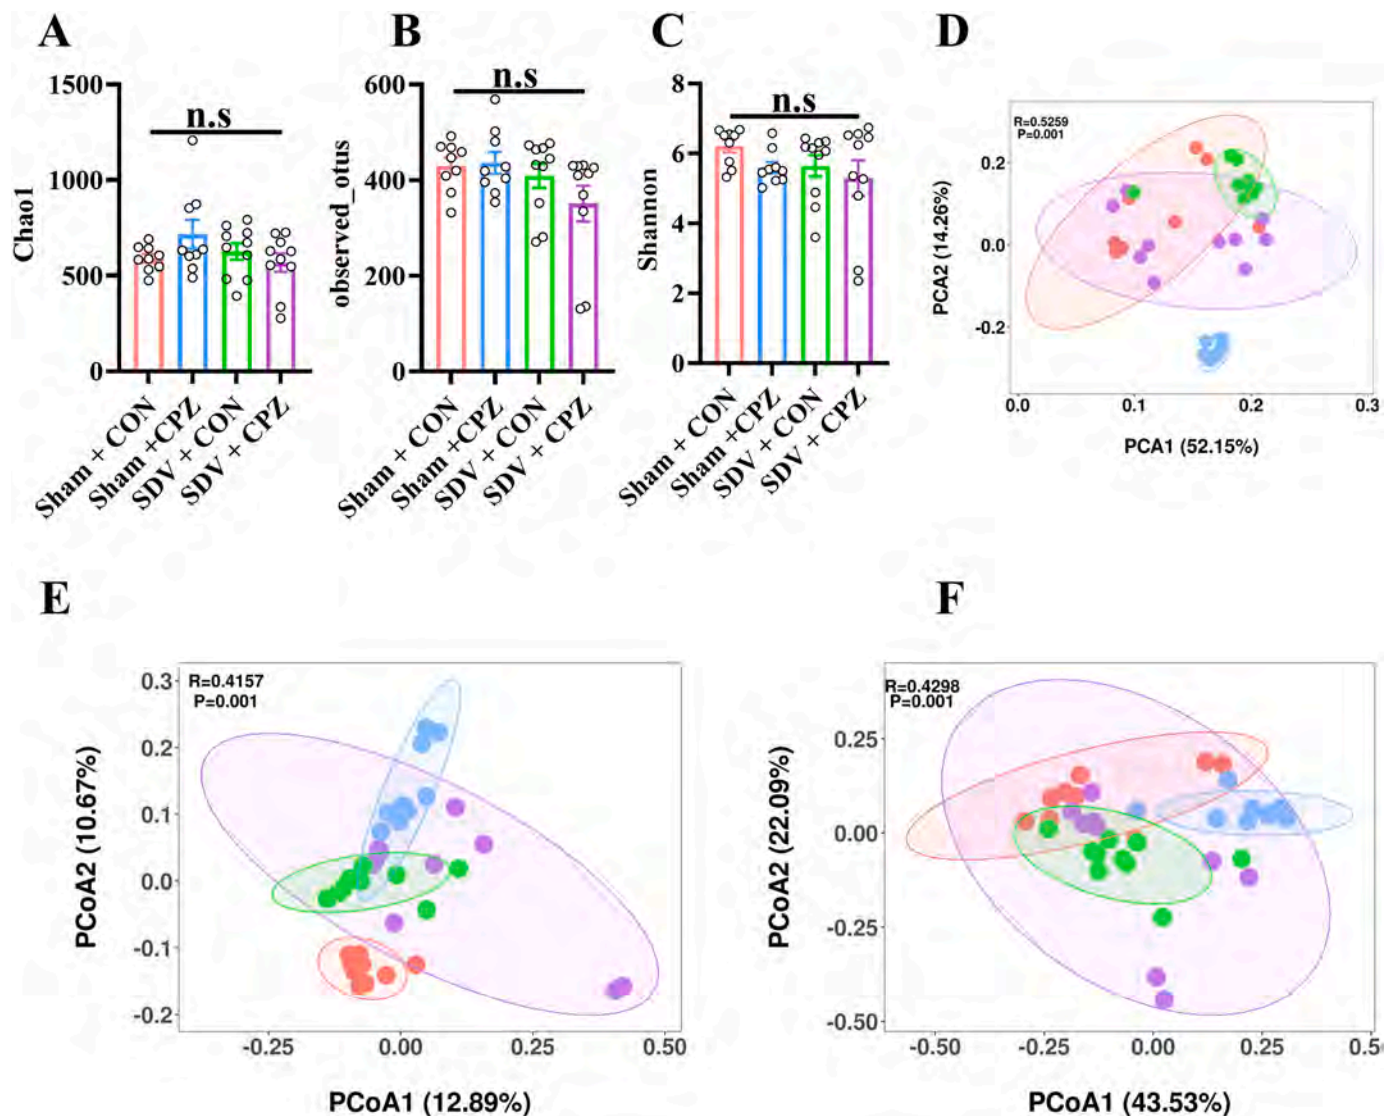 A
B
C
D
1500
1000
500
0
Chao1
n.s
Sham + CON
Sham +CPZ
SDV + CON
SDV + CPZ
600
400
200
0
observed_otus
n.s
Sham + CON
Sham +CPZ
SDV + CON
SDV + CPZ
8
6
4
2
0
Shannon
n.s
Sham + CON
Sham +CPZ
SDV + CON
SDV + CPZ
R=0.5259
P=0.001
0.2
0.0
-0.2
PCA2 (14.26%)
0.0 0.1 0.2 0.3
PCA1 (52.15%)
E
F
R=0.4157
P=0.001
0.3
0.2
0.1
0.0
-0.1
-0.2
PCoA2 (10.67%)
-0.25 0.00 0.25 0.50
PCoA1 (12.89%)
R=0.4298
P=0.001
0.25
0.00
-0.25
-0.50
PCoA2 (22.09%)
-0.50 -0.25 0.00 0.25 0.5
PCoA1 (43.53%)